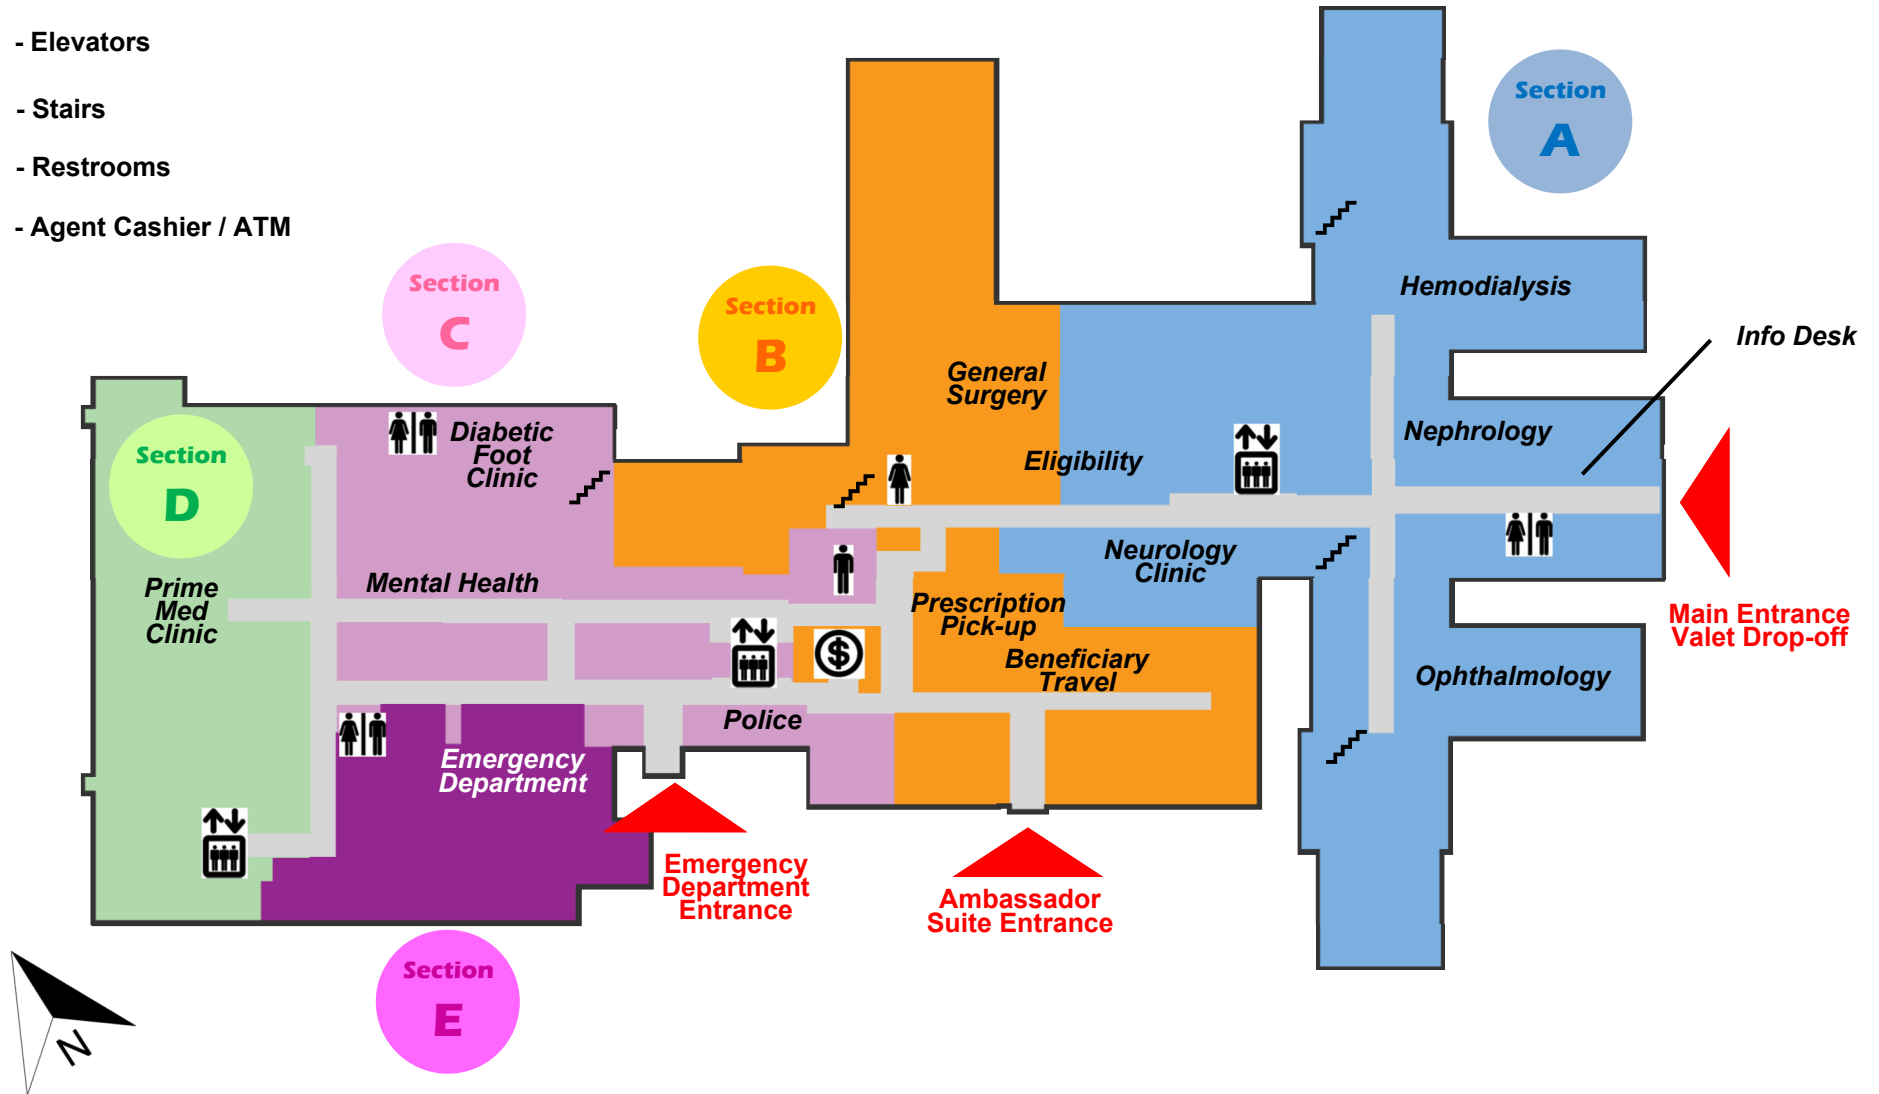 - Elevators
- Stairs
- Restrooms
- Agent Cashier / ATM
Section
A
Section
C
Section
B
Section
D
Section
E
Hemodialysis
Info Desk
General
Surgery
Nephrology
Diabetic
Foot
Clinic
Eligibility
Neurology
Clinic
Mental Health
Prime
Med
Clinic
Prescription
Pick-up
Main Entrance
Valet Drop-off
$
Beneficiary
Travel
Ophthalmology
Police
Emergency
Department
Emergency
Department
Entrance
Ambassador
Suite Entrance
N